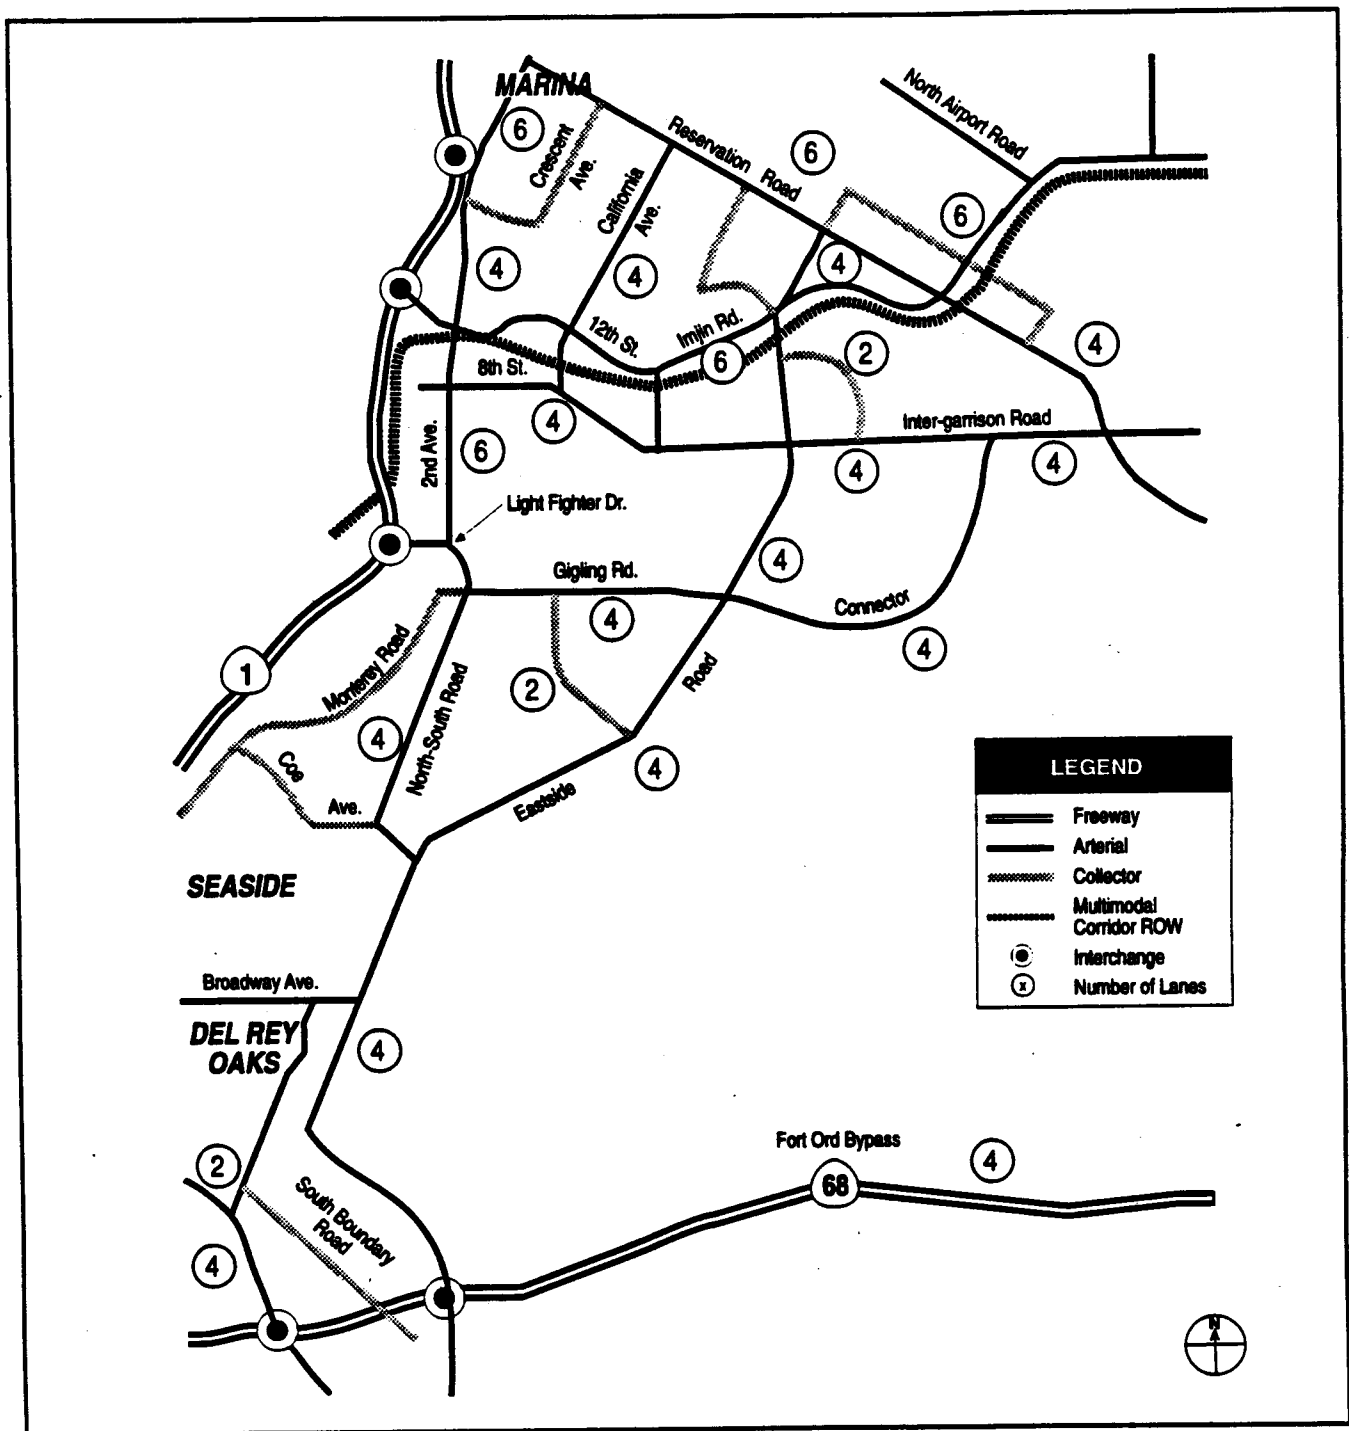 MARINA
North Airport Road
6
Crescent
Ave.
Reservation Road
6
California
Ave.
6
4
4
4
12th St.
Imjin Rd.
6
2
4
8th St.
4
Inter-garrison Road
2nd Ave.
6
4
4
Light Fighter Dr.
4
Gigling Rd.
4
Connector
4
Monterey Road
1
2
Road
North-South Road
4
Coe
Ave.
4
Eastside
LEGEND
Freeway
Arterial
Collector
Multimodal
Corridor ROW
Interchange
x
Number of Lanes
SEASIDE
Broadway Ave.
DEL REY
OAKS
4
Fort Ord Bypass
4
68
2
South Boundary
Road
4
N